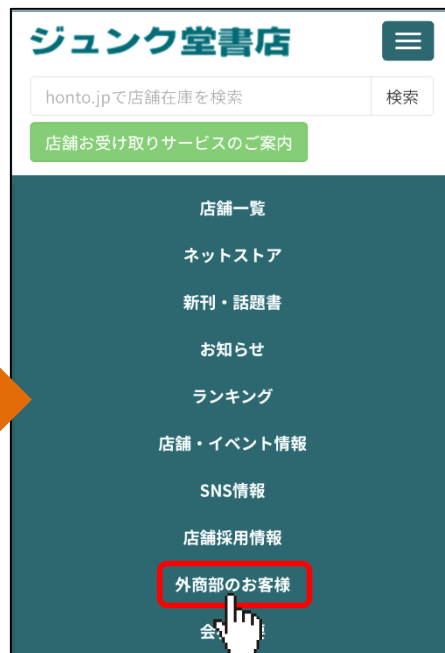 ジュンク堂書店
honto.jpで店舗在庫を検索
検索
店舗お受け取りサービスのご案内
店舗一覧
ネットストア
新刊・話題書
お知らせ
ランキング
店舗・イベント情報
SNS情報
店舗採用情報
外商部のお客様